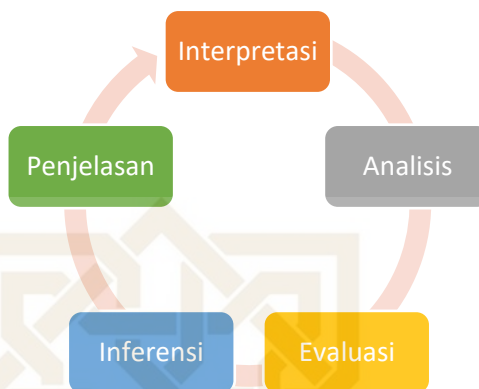 Interpretasi
Analisis
Evaluasi
Inferensi
Penjelasan